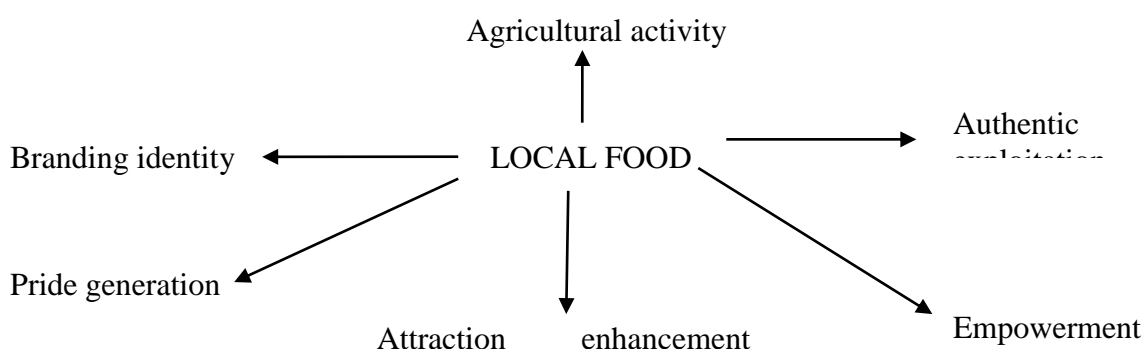 Agricultural activity
Authentic
Branding identity
LOCAL FOOD
Pride generation
Attraction enhancement
Empowerment